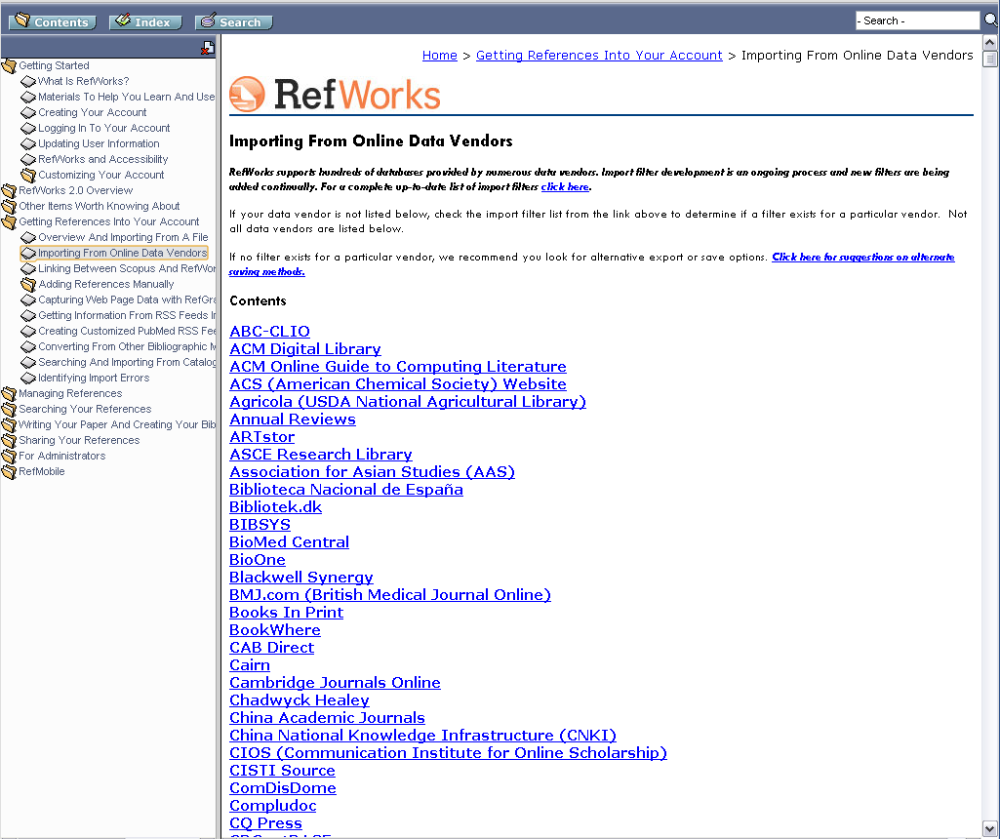 Contents Index Search - Search -
Home > Getting References Into Your Account > Importing From Online Data Vendors
Getting Started
What Is RefWorks?
Materials To Help You Learn And Use
Creating Your Account
Logging In To Your Account
Updating User Information
RefWorks and Accessibility
Customizing Your Account
RefWorks 2.0 Overview
Other Items Worth Knowing About
Getting References Into Your Account
Overview And Importing From A File
Importing From Online Data Vendors
Linking Between Scopus And RefWor
Adding References Manually
Capturing Web Page Data with RefGra
Getting Information From RSS Feeds I
Creating Customized PubMed RSS Fee
Converting From Other Bibliographic M
Searching And Importing From Catalog
Identifying Import Errors
Managing References
Searching Your References
Writing Your Paper And Creating Your Bib
Sharing Your References
For Administrators
RefMobile
RefWorks
Importing From Online Data Vendors
RefWorks supports hundreds of databases provided by numerous data vendors. Import filter development is an ongoing process and new filters are being
added continually. For a complete up-to-date list of import filters click here.
If your data vendor is not listed below, check the import filter list from the link above to determine if a filter exists for a particular vendor. Not
all data vendors are listed below.
If no filter exists for a particular vendor, we recommend you look for alternative export or save options. Click here for suggestions on alternate
saving methods.
Contents
ABC-CLIO
ACM Digital Library
ACM Online Guide to Computing Literature
ACS (American Chemical Society) Website
Agricola (USDA National Agricultural Library)
Annual Reviews
ARTstor
ASCE Research Library
Association for Asian Studies (AAS)
Biblioteca Nacional de España
Bibliotek.dk
BIBSYS
BioMed Central
BioOne
Blackwell Synergy
BMJ.com (British Medical Journal Online)
Books In Print
BookWhere
CAB Direct
Cairn
Cambridge Journals Online
Chadwyck Healey
China Academic Journals
China National Knowledge Infrastructure (CNKI)
CIOS (Communication Institute for Online Scholarship)
CISTI Source
ComDisDome
Compludoc
CQ Press